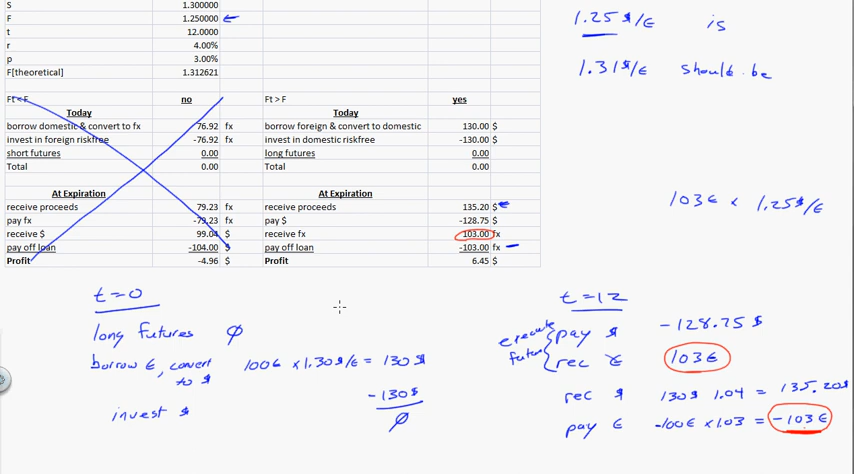 S 1.300000
F 1.250000
t 12.0000
r 4.00%
p 3.00%
F[theoretical] 1.312621
1.25 $/€ is
1.31 $/€ should be
Ft < F no Ft > F yes
Today Today
borrow domestic & convert to fx 76.92 fx borrow foreign & convert to domestic 130.00 $
invest in foreign riskfree -76.92 fx invest in domestic riskfree -130.00 $
short futures 0.00 long futures 0.00
Total 0.00 Total 0.00
At Expiration At Expiration
receive proceeds 79.23 fx receive proceeds 135.20 $
pay fx -79.23 fx pay $ -128.75 $
receive $ 99.04 $ receive fx 103.00 fx
pay off loan -104.00 $ pay off loan -103.00 fx
Profit -4.96 $ Profit 6.45 $
103€ x 1.25$/€
t=0
long futures Ø
borrow €, convert to $ 100€ x 1.30$/€ = 130$
invest $ -130$
Ø
t=12
execute futures
pay $ -128.75 $
rec € 103€
rec $ 130$ 1.04 = 135.20$
pay € -100€ x 1.03 = -103€